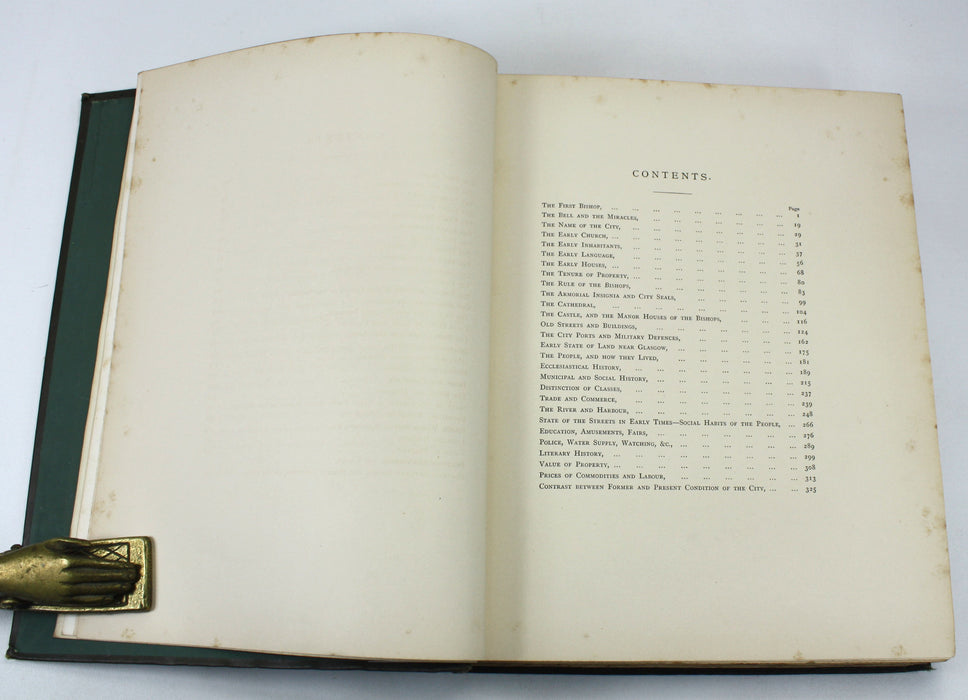 CONTENTS.
Page
THE FIRST BISHOP, ... ... ... ... ... ... ... ... ... 1
THE BELL AND THE MIRACLES, ... ... ... ... ... ... ... 19
THE NAME OF THE CITY, ... ... ... ... ... ... ... ... 29
THE EARLY CHURCH, ... ... ... ... ... ... ... ... ... 31
THE EARLY INHABITANTS, ... ... ... ... ... ... ... ... 37
THE EARLY LANGUAGE, ... ... ... ... ... ... ... ... 56
THE EARLY HOUSES, ... ... ... ... ... ... ... ... ... 68
THE TENURE OF PROPERTY, ... ... ... ... ... ... ... ... 80
THE RULE OF THE BISHOPS, ... ... ... ... ... ... ... 83
THE ARMORIAL INSIGNIA AND CITY SEALS, ... ... ... ... ... 99
THE CATHEDRAL, ... ... ... ... ... ... ... ... ... 104
THE CASTLE, AND THE MANOR HOUSES OF THE BISHOPS, ... ... ... 116
OLD STREETS AND BUILDINGS, ... ... ... ... ... ... ... 124
THE CITY PORTS AND MILITARY DEFENCES, ... ... ... ... ... 162
EARLY STATE OF LAND NEAR GLASGOW, ... ... ... ... ... ... 175
THE PEOPLE, AND HOW THEY LIVED, ... ... ... ... ... ... 181
ECCLESIASTICAL HISTORY, ... ... ... ... ... ... ... ... 189
MUNICIPAL AND SOCIAL HISTORY, ... ... ... ... ... ... ... 215
DISTINCTION OF CLASSES, ... ... ... ... ... ... ... ... 237
TRADE AND COMMERCE, ... ... ... ... ... ... ... ... 239
THE RIVER AND HARBOUR, ... ... ... ... ... ... ... ... 248
STATE OF THE STREETS IN EARLY TIMES—SOCIAL HABITS OF THE PEOPLE, ... 266
EDUCATION, AMUSEMENTS, FAIRS, ... ... ... ... ... ... ... 276
POLICE, WATER SUPPLY, WATCHING, &c., ... ... ... ... ... ... 289
LITERARY HISTORY, ... ... ... ... ... ... ... ... ... 299
VALUE OF PROPERTY, ... ... ... ... ... ... ... ... ... 308
PRICES OF COMMODITIES AND LABOUR, ... ... ... ... ... ... 313
CONTRAST BETWEEN FORMER AND PRESENT CONDITION OF THE CITY, ... ... 325